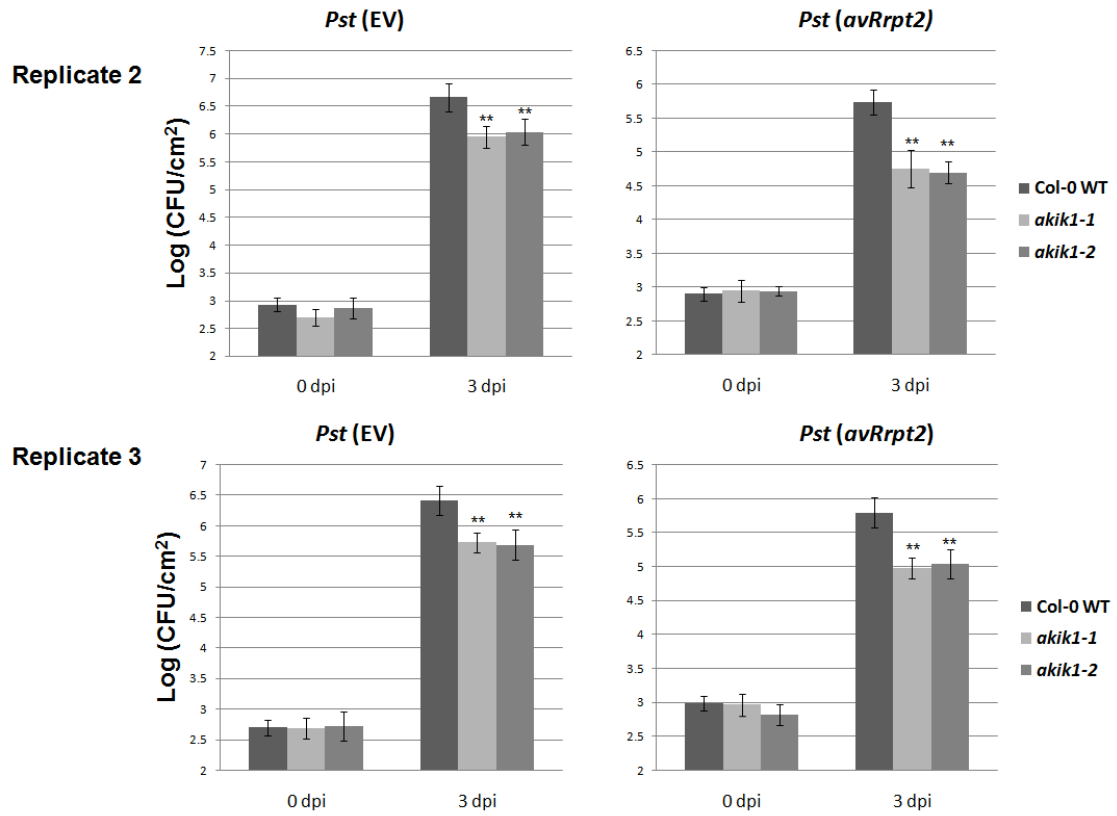 Pst (EV)
Pst (avRrpt2)
Replicate 2
Log (CFU/cm2)
7.5
7
6.5
6
5.5
5
4.5
4
3.5
3
2.5
2
**
**
0 dpi
3 dpi
6.5
6
5.5
5
4.5
4
3.5
3
2.5
2
**
**
0 dpi
3 dpi
Col-0 WT
akik1-1
akik1-2
Pst (EV)
Pst (avRrpt2)
Replicate 3
Log (CFU/cm2)
7
6.5
6
5.5
5
4.5
4
3.5
3
2.5
2
**
**
0 dpi
3 dpi
6.5
6
5.5
5
4.5
4
3.5
3
2.5
2
**
**
0 dpi
3 dpi
Col-0 WT
akik1-1
akik1-2